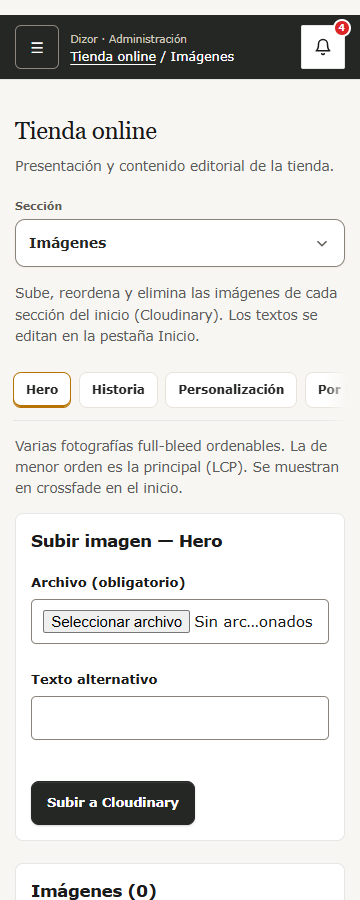 ☰
Dizor · Administración
Tienda online / Imágenes
4
Tienda online
Presentación y contenido editorial de la tienda.
Sección
Imágenes
Sube, reordena y elimina las imágenes de cada
sección del inicio (Cloudinary). Los textos se
editan en la pestaña Inicio.
Hero
Historia
Personalización
Por
Varias fotografías full-bleed ordenables. La de
menor orden es la principal (LCP). Se muestran
en crossfade en el inicio.
Subir imagen — Hero
Archivo (obligatorio)
Seleccionar archivo Sin arc...onados
Texto alternativo
Subir a Cloudinary
Imágenes (0)